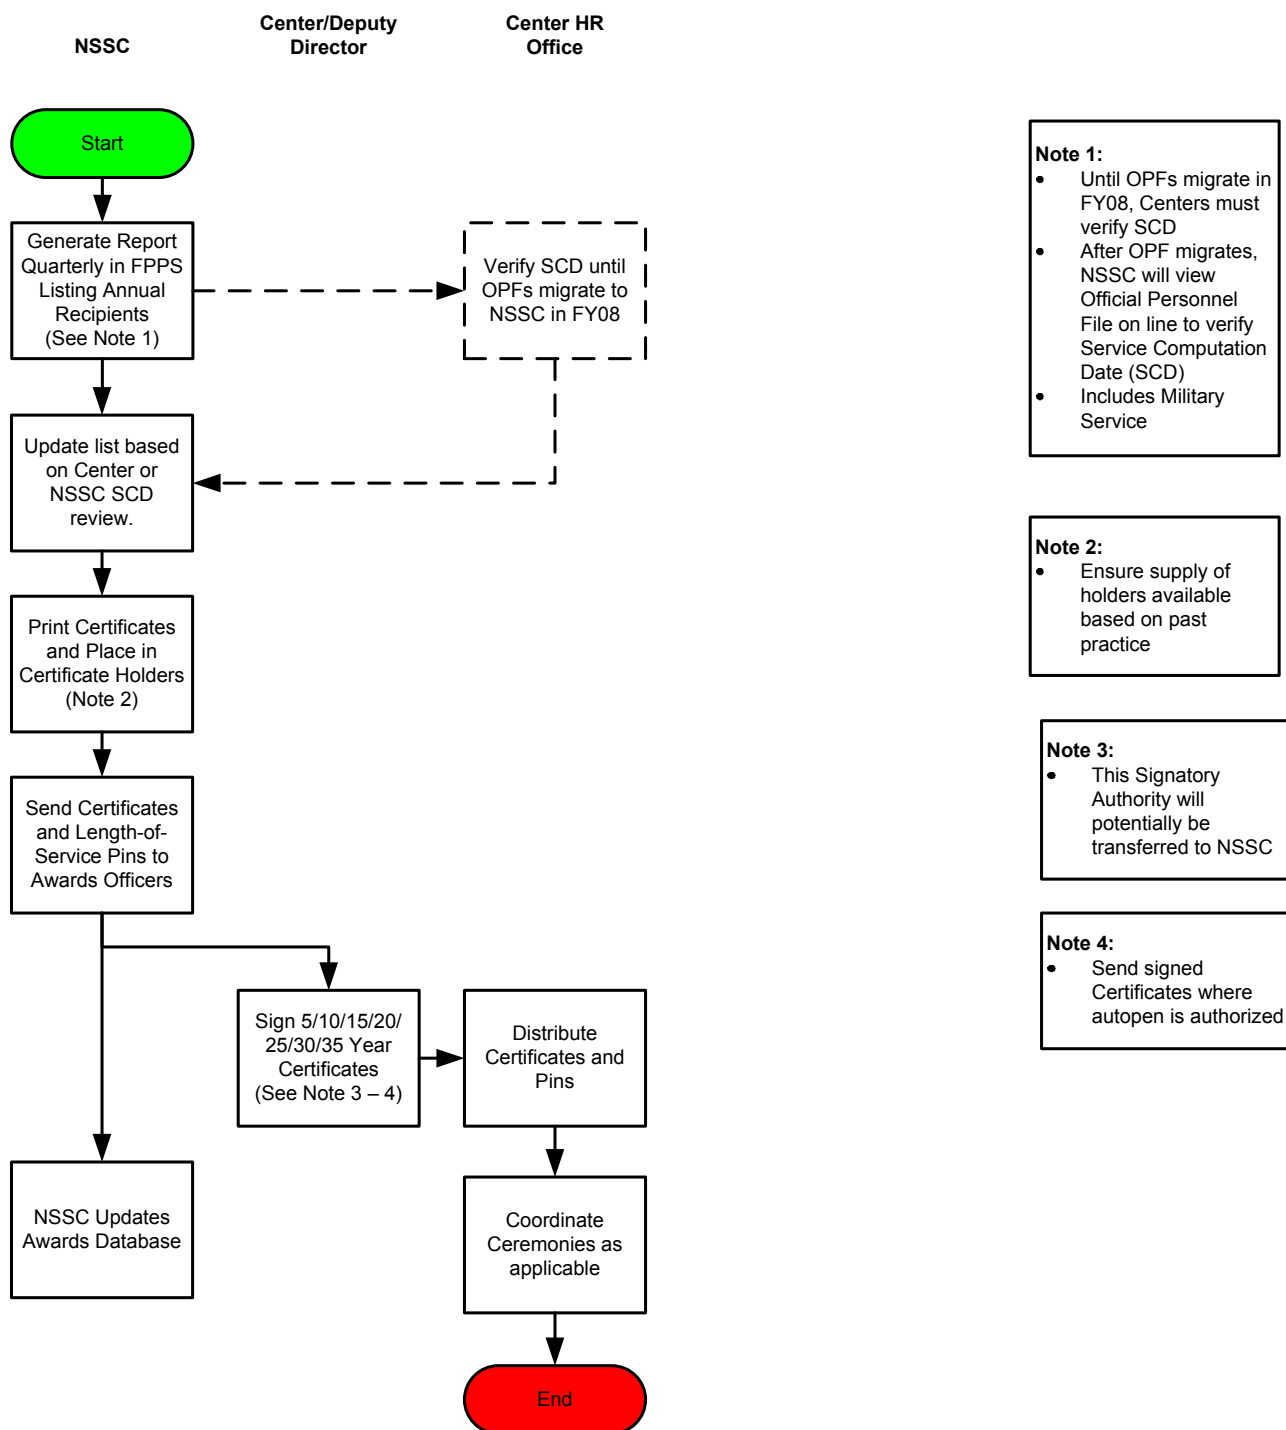 NSSC
Center/Deputy
Director
Center HR
Office
Start
Generate Report
Quarterly in FPPS
Listing Annual
Recipients
(See Note 1)
Verify SCD until
OPFs migrate to
NSSC in FY08
Update list based
on Center or
NSSC SCD
review.
Print Certificates
and Place in
Certificate Holders
(Note 2)
Send Certificates
and Length-of-
Service Pins to
Awards Officers
Sign 5/10/15/20/
25/30/35 Year
Certificates
(See Note 3 – 4)
Distribute
Certificates and
Pins
NSSC Updates
Awards Database
Coordinate
Ceremonies as
applicable
End
Note 1:
• Until OPFs migrate in
FY08, Centers must
verify SCD
• After OPF migrates,
NSSC will view
Official Personnel
File on line to verify
Service Computation
Date (SCD)
• Includes Military
Service
Note 2:
• Ensure supply of
holders available
based on past
practice
Note 3:
• This Signatory
Authority will
potentially be
transferred to NSSC
Note 4:
• Send signed
Certificates where
autopen is authorized